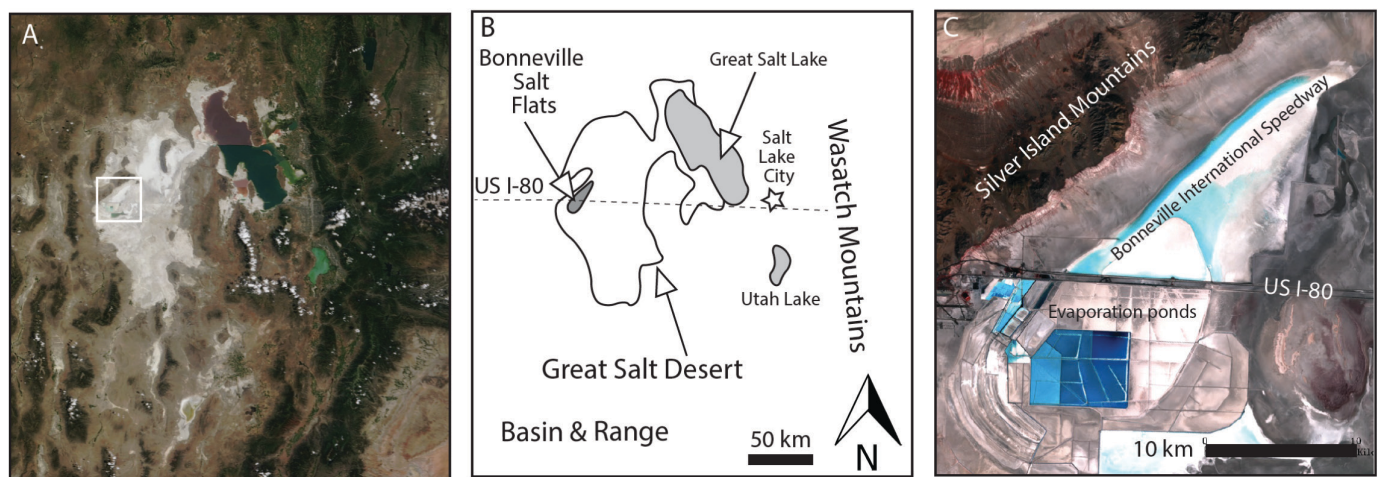 A
B
Bonneville
Salt
Flats
Great Salt Lake
Salt
Lake
City
US I-80
Wasatch Mountains
Utah Lake
Great Salt Desert
Basin & Range
50 km
N
C
Silver Island Mountains
Bonneville International Speedway
US I-80
Evaporation ponds
10 km
0